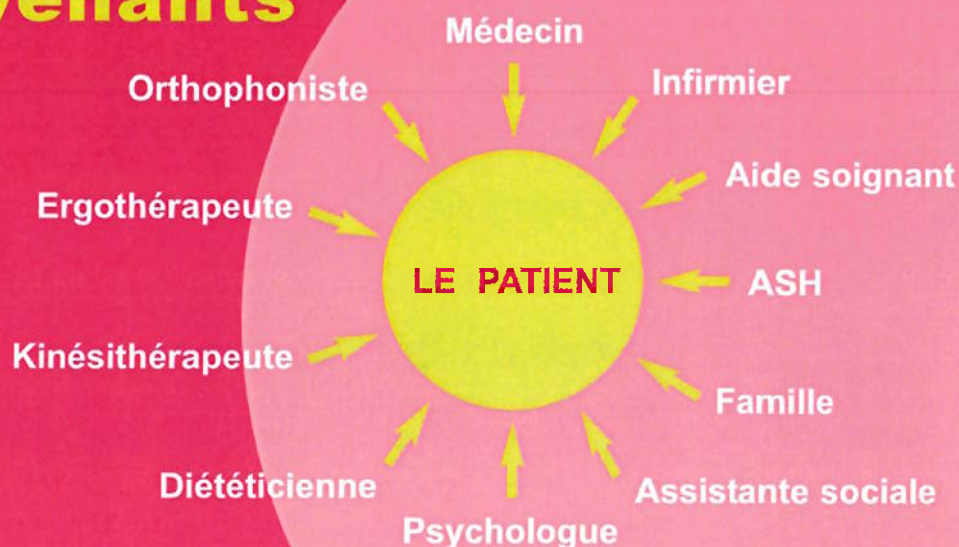 Médecin
Orthophoniste
Infirmier
Aide soignant
Ergothérapeute
LE PATIENT
ASH
Kinésithérapeute
Famille
Diététicienne
Assistante sociale
Psychologue